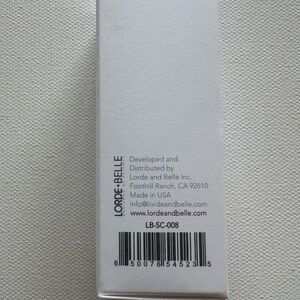 LORDE+BELLE
Developed and
Distributed by
Lorde and Belle Inc.
Foothill Ranch, CA 92610
Made in USA
info@lordeandbelle.com
www.lordeandbelle.com
LB-SC-008
6 50076 54523 5